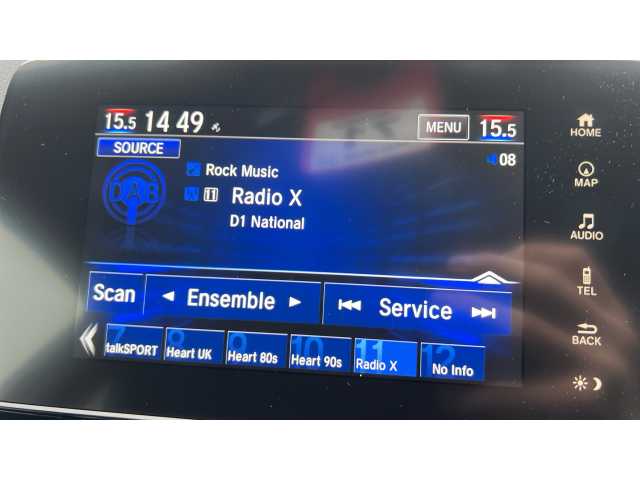 15.5 14 49 MENU 15.5
SOURCE
08
Rock Music
DAB
11 Radio X
D1 National
Scan Ensemble Service
7 8 9 10 11 12
talkSPORT Heart UK Heart 80s Heart 90s Radio X No Info
HOME
MAP
AUDIO
TEL
BACK